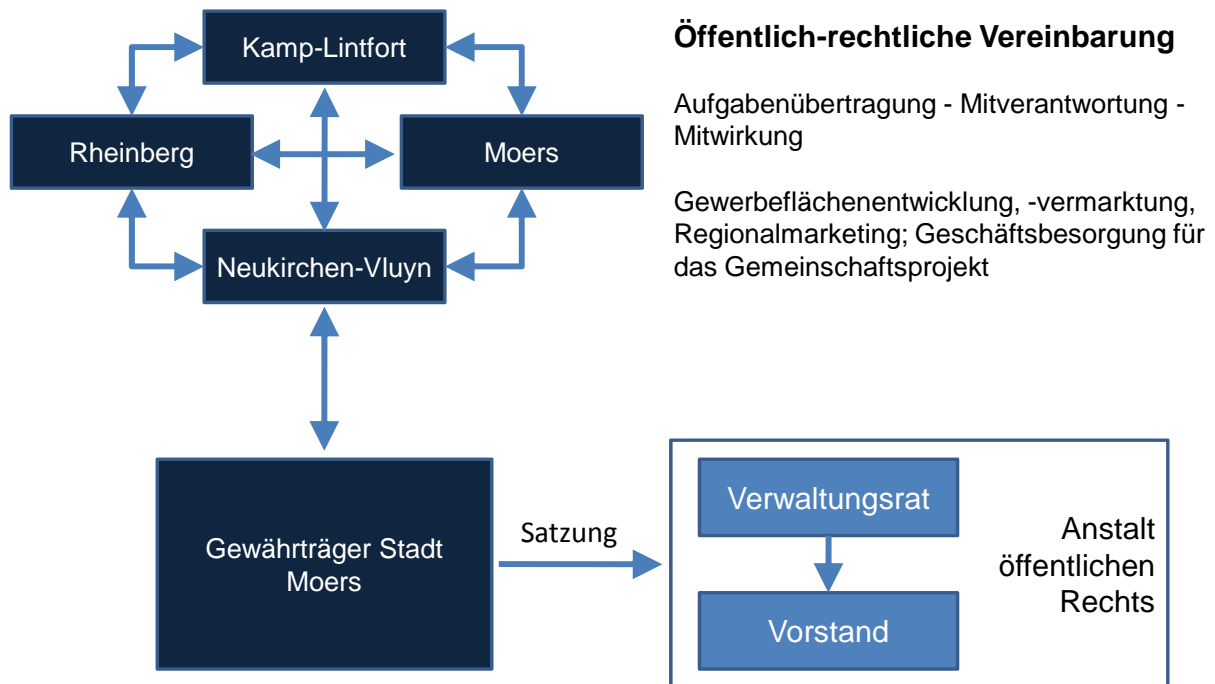 Kamp-Lintfort
Rheinberg
Moers
Neukirchen-Vluyn
Öffentlich-rechtliche Vereinbarung
Aufgabenübertragung - Mitverantwortung -
Mitwirkung
Gewerbeflächenentwicklung, -vermarktung,
Regionalmarketing; Geschäftsbesorgung für
das Gemeinschaftsprojekt
Gewährträger Stadt
Moers
Satzung
Verwaltungsrat
Vorstand
Anstalt
öffentlichen
Rechts